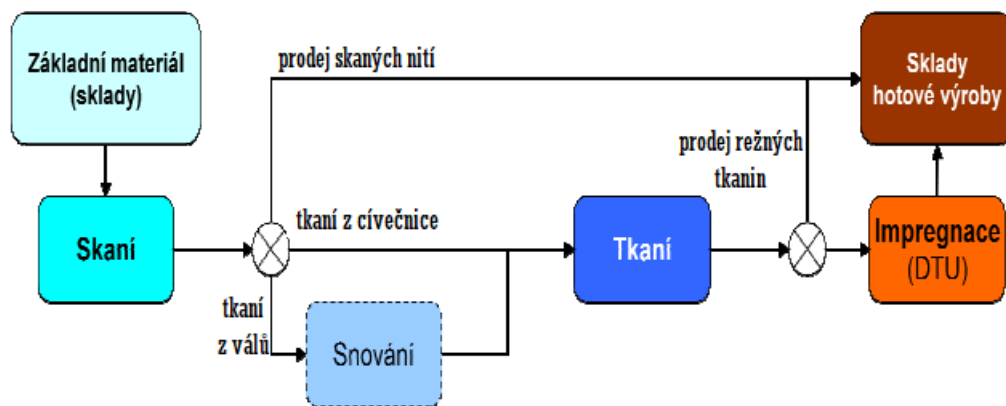 Základní materiál
(sklady)
prodej skaných nití
Sklady
hotové výroby
prodej režných
tkanin
Skaní
tkaní z cívečnice
Tkaní
Impregnace
(DTU)
tkaní
z válů
Snování